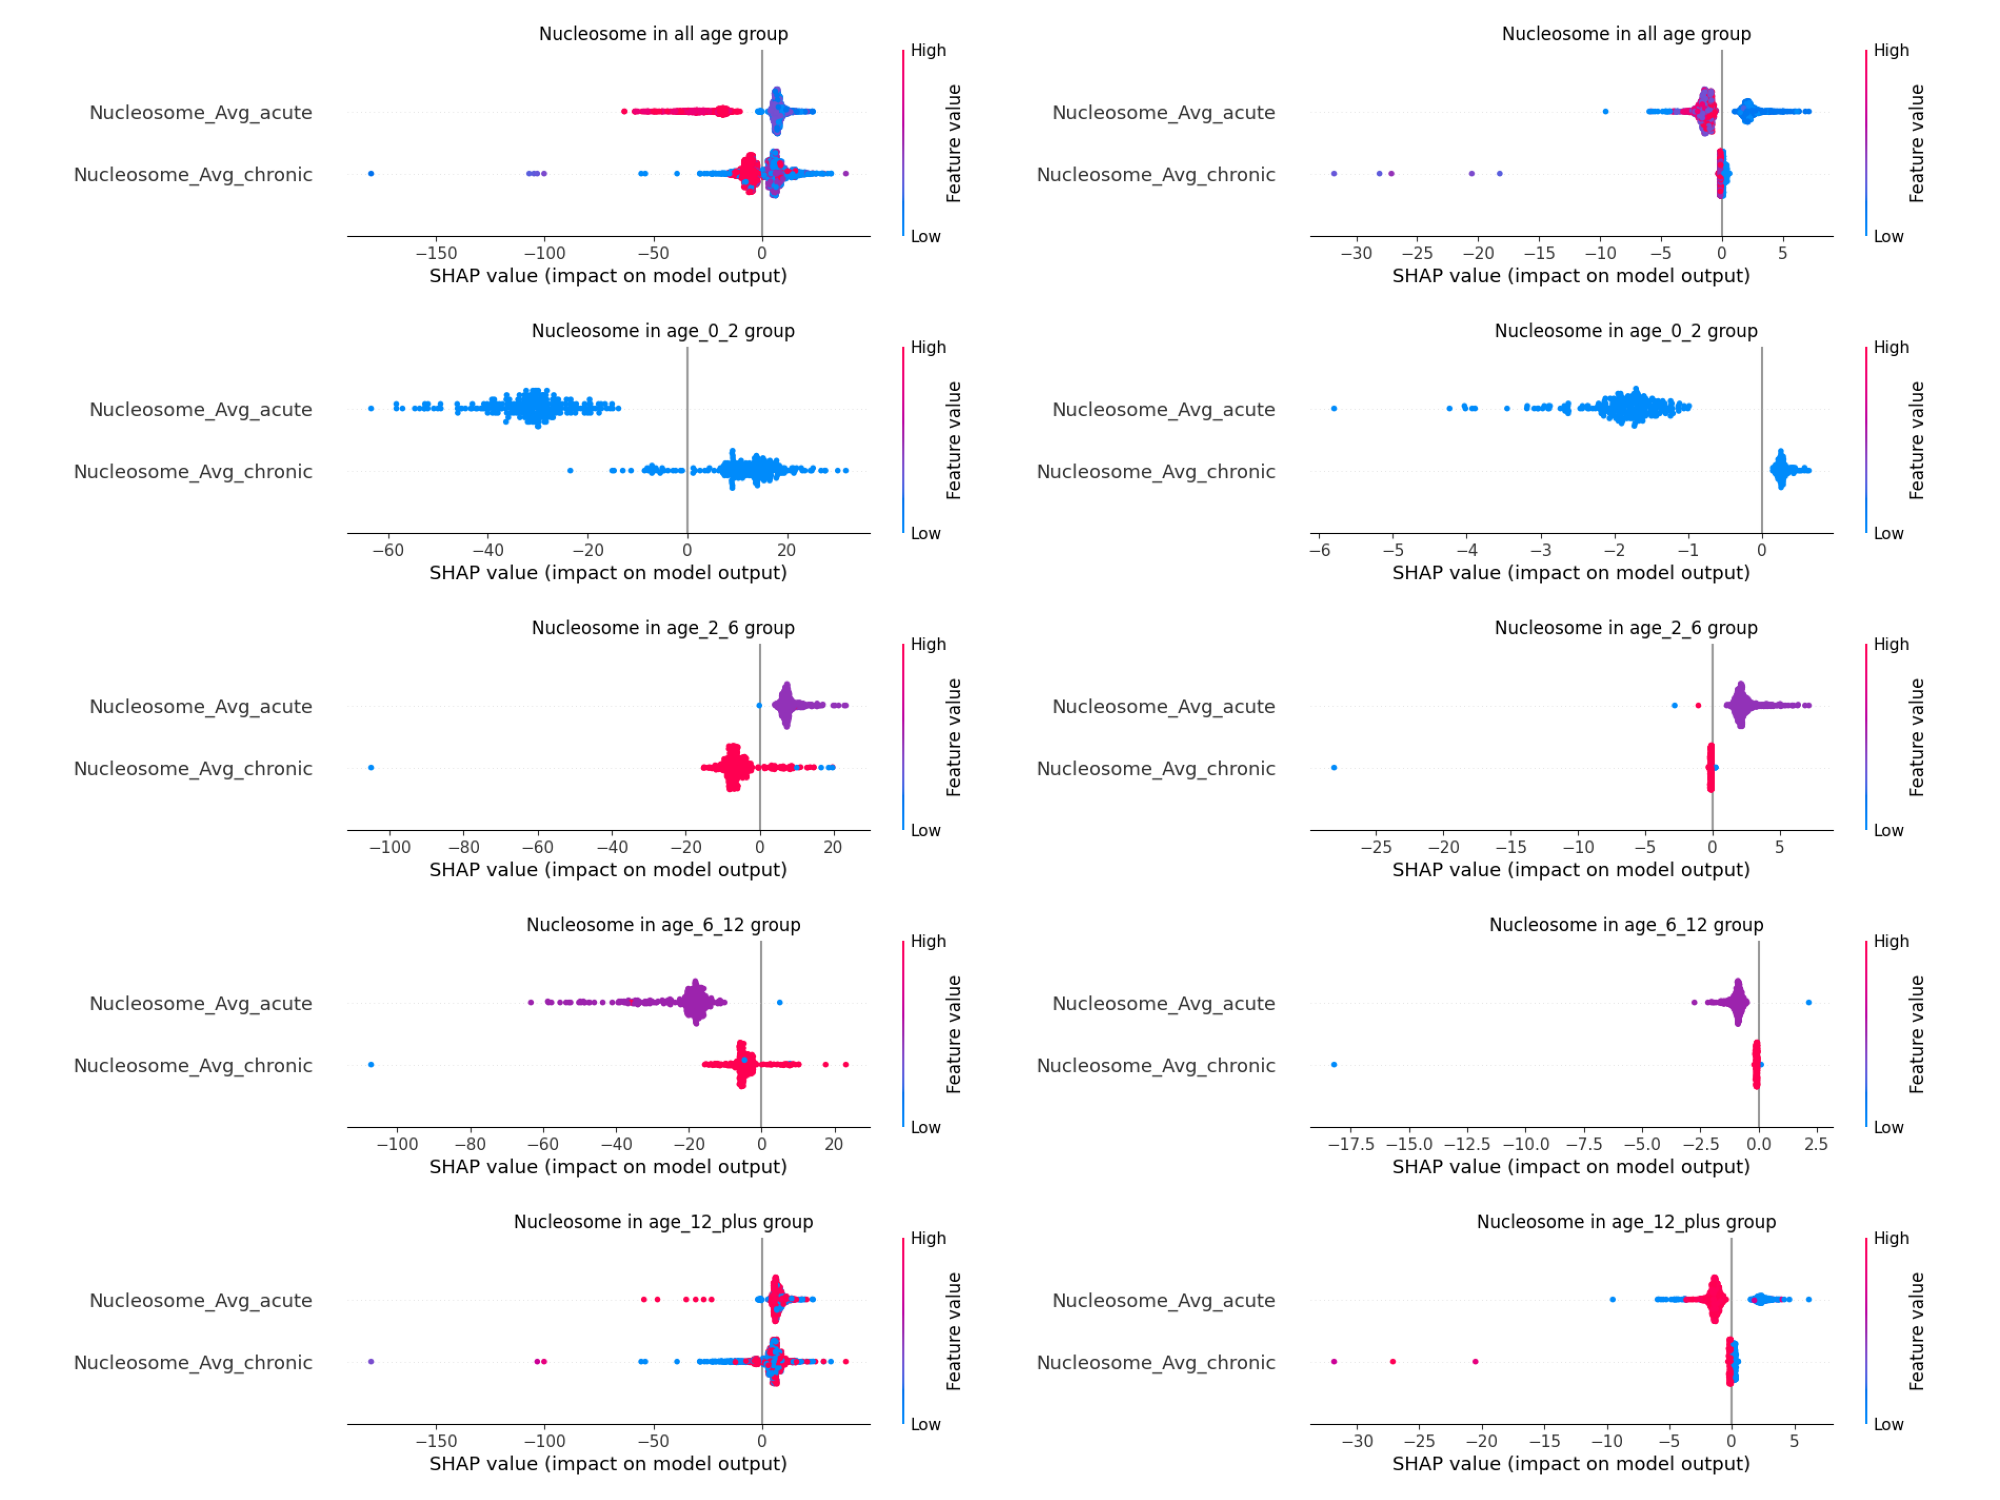 Nucleosome in all age group
High
Nucleosome_Avg_acute
Nucleosome_Avg_chronic
Feature value
Low
−150 −100 −50 0
SHAP value (impact on model output)
Nucleosome in all age group
High
Nucleosome_Avg_acute
Nucleosome_Avg_chronic
Feature value
Low
−30 −25 −20 −15 −10 −5 0 5
SHAP value (impact on model output)
Nucleosome in age_0_2 group
High
Nucleosome_Avg_acute
Nucleosome_Avg_chronic
Feature value
Low
−60 −40 −20 0 20
SHAP value (impact on model output)
Nucleosome in age_0_2 group
High
Nucleosome_Avg_acute
Nucleosome_Avg_chronic
Feature value
Low
−6 −5 −4 −3 −2 −1 0
SHAP value (impact on model output)
Nucleosome in age_2_6 group
High
Nucleosome_Avg_acute
Nucleosome_Avg_chronic
Feature value
Low
−100 −80 −60 −40 −20 0 20
SHAP value (impact on model output)
Nucleosome in age_2_6 group
High
Nucleosome_Avg_acute
Nucleosome_Avg_chronic
Feature value
Low
−25 −20 −15 −10 −5 0 5
SHAP value (impact on model output)
Nucleosome in age_6_12 group
High
Nucleosome_Avg_acute
Nucleosome_Avg_chronic
Feature value
Low
−100 −80 −60 −40 −20 0 20
SHAP value (impact on model output)
Nucleosome in age_6_12 group
High
Nucleosome_Avg_acute
Nucleosome_Avg_chronic
Feature value
Low
−17.5 −15.0 −12.5 −10.0 −7.5 −5.0 −2.5 0.0 2.5
SHAP value (impact on model output)
Nucleosome in age_12_plus group
High
Nucleosome_Avg_acute
Nucleosome_Avg_chronic
Feature value
Low
−150 −100 −50 0
SHAP value (impact on model output)
Nucleosome in age_12_plus group
High
Nucleosome_Avg_acute
Nucleosome_Avg_chronic
Feature value
Low
−30 −25 −20 −15 −10 −5 0 5
SHAP value (impact on model output)